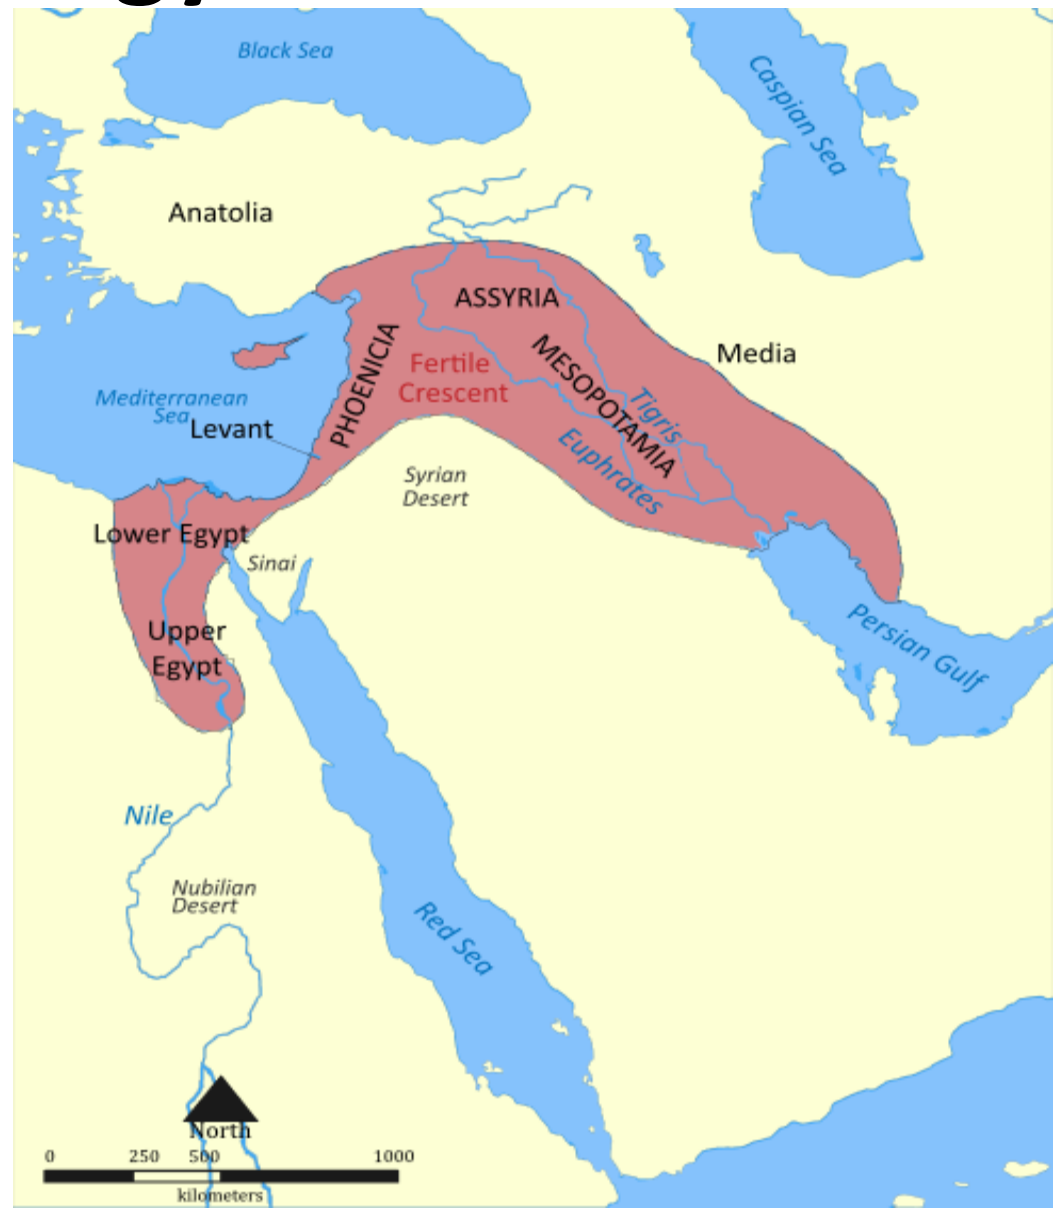 Black Sea
Caspian Sea
Anatolia
ASSYRIA
PHOENICIA
Fertile
Crescent
MESOPOTAMIA
Media
Tigris
Mediterranean
Sea
Levant
Euphrates
Syrian
Desert
Lower Egypt
Sinai
Upper
Egypt
Persian Gulf
Nile
Nubilian
Desert
Red Sea
North
0 250 500 1000
kilometers